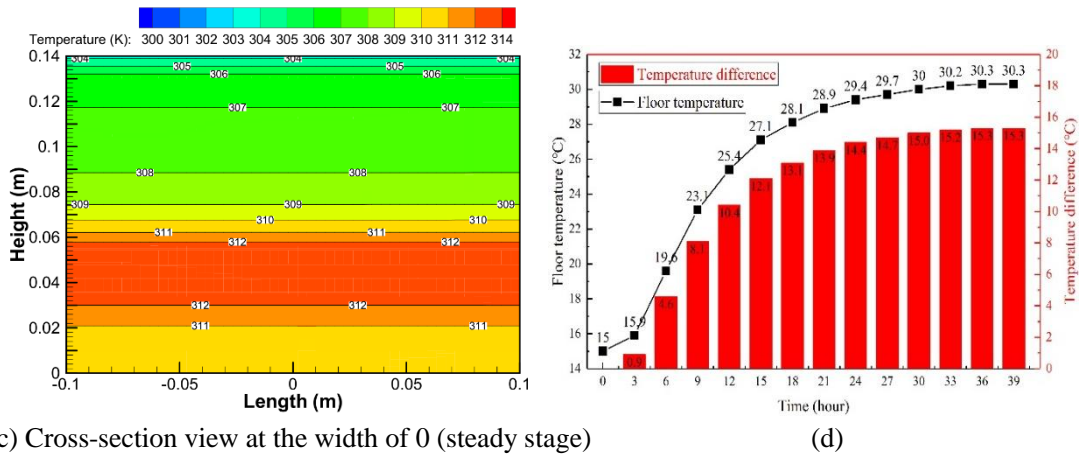 Temperature (K): 300 301 302 303 304 305 306 307 308 309 310 311 312 314
0.14
0.12
0.1
0.08
0.06
0.04
0.02
0
Height (m)
304 304 304
305 305
306 306
307 307
308 308
309 309 309
310 310
311 311 311
312 312
312 312
311 311
-0.1 -0.05 0 0.05 0.1
Length (m)
Temperature difference
Floor temperature
32
30
28
26
24
22
20
18
16
14
Floor temperature (℃)
15 15.9 19.6 23.1 25.4 27.1 28.1 28.9 29.4 29.7 30 30.2 30.3 30.3
0.9 4.6 8.1 10.4 12.1 13.1 13.9 14.4 14.7 15.0 15.2 15.3 15.3
20
18
16
14
12
10
8
6
4
2
0
Temperature difference (℃)
0 3 6 9 12 15 18 21 24 27 30 33 36 39
Time (hour)
c) Cross-section view at the width of 0 (steady stage)
(d)